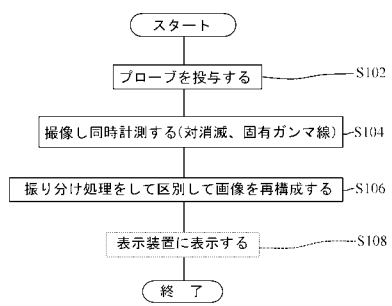 スタート
プローブを投与する
S102
撮像し同時計測する(対消滅、固有ガンマ線)
S104
振り分け処理をして区別して画像を再構成する
S106
表示装置に表示する
S108
終 了